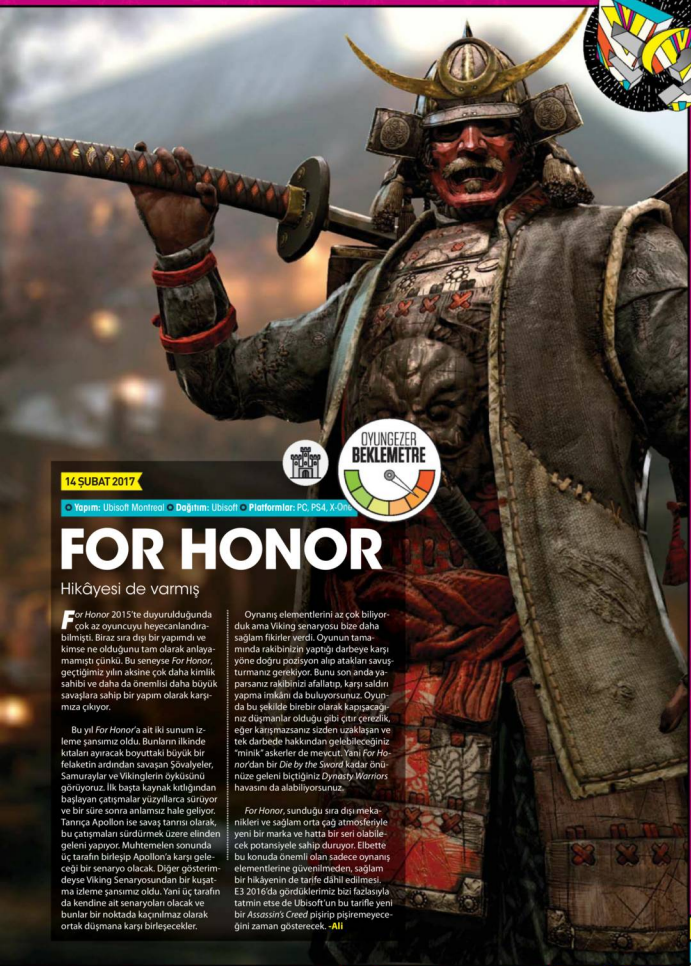 OYUNGEZER
BEKLEMETRE
14 ŞUBAT 2017
Yapım: Ubisoft Montreal Dağıtım: Ubisoft Platformlar: PC, PS4, X-One
FOR HONOR
Hikâyesi de varmış
For Honor 2015'te duyurulduğunda
çok az oyuncuyu heyecanlandıra-
bilmişti. Biraz sıra dışı bir yapımdı ve
kimse ne olduğunu tam olarak anlaya-
mamıştı çünkü. Bu seneyse For Honor,
geçtiğimiz yılın aksine çok daha kimlik
sahibi ve daha da önemlisi daha büyük
savaşlara sahip bir yapım olarak karşı-
mıza çıkıyor.
Bu yıl For Honor'a ait iki sunum iz-
leme şansımız oldu. Bunların ilkinde
kıtaları ayıracak boyuttaki büyük bir
felaketin ardından savaşan Şövalyeler,
Samuraylar ve Vikinglerin öyküsünü
görüyoruz. İlk başta kaynak kıtlığından
başlayan çatışmalar yüzyıllarca sürüyor
ve bir süre sonra anlamsız hale geliyor.
Tanrıça Apollon ise savaş tanrısı olarak,
bu çatışmaları sürdürmek üzere elinden
geleni yapıyor. Muhtemelen sonunda
üç tarafın birleşip Apollon'a karşı gele-
ceği bir senaryo olacak. Diğer gösterim-
deyse Viking Senaryosundan bir kuşat-
ma izleme şansımız oldu. Yani üç tarafın
da kendine ait senaryoları olacak ve
bunlar bir noktada kaçınılmaz olarak
ortak düşmana karşı birleşecekler.
Oynanış elementlerini az çok biliyor-
duk ama Viking senaryosu bize daha
sağlam fikirler verdi. Oyunun tama-
mında rakibinizin yaptığı darbeye karşı
yöne doğru pozisyon alıp atakları savuş-
turmanız gerekiyor. Bunu son anda ya-
parsanız rakibinizi afallatıp, karşı saldırı
yapma imkânı da buluyorsunuz. Oyun-
da bu şekilde birebir olarak kapışacağı-
nız düşmanlar olduğu gibi çıtır çerezlik,
eğer karışmazsanız sizden uzaklaşan ve
tek darbede hakkından gelebileceğiniz
"minik" askerler de mevcut. Yani For Ho-
nor'dan bir Die by the Sword kadar önü-
nüze geleni biçtiğiniz Dynasty Warriors
havasını da alabiliyorsunuz.
For Honor, sunduğu sıra dışı meka-
nikleri ve sağlam orta çağ atmosferiyle
yeni bir marka ve hatta bir seri olabile-
cek potansiyele sahip duruyor. Elbette
bu konuda önemli olan sadece oynanış
elementlerine güvenilmeden, sağlam
bir hikâyenin de tarife dâhil edilmesi.
E3 2016'da gördüklerimiz bizi fazlasıyla
tatmin etse de Ubisoft'un bu tarifle yeni
bir Assassin's Creed pişirip pişiremeyece-
ğini zaman gösterecek. -Ali